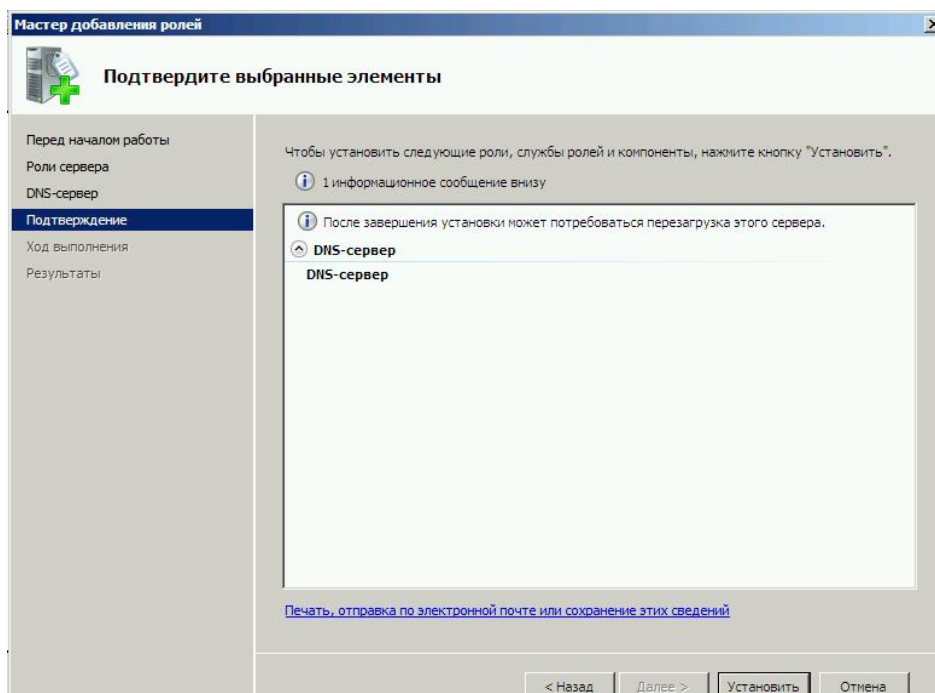 Мастер добавления ролей
Подтвердите выбранные элементы
Перед началом работы
Роли сервера
DNS-сервер
Подтверждение
Ход выполнения
Результаты
Чтобы установить следующие роли, службы ролей и компоненты, нажмите кнопку "Установить".
1 информационное сообщение внизу
После завершения установки может потребоваться перезагрузка этого сервера.
DNS-сервер
DNS-сервер
Печать, отправка по электронной почте или сохранение этих сведений
< Назад
Далее >
Установить
Отмена